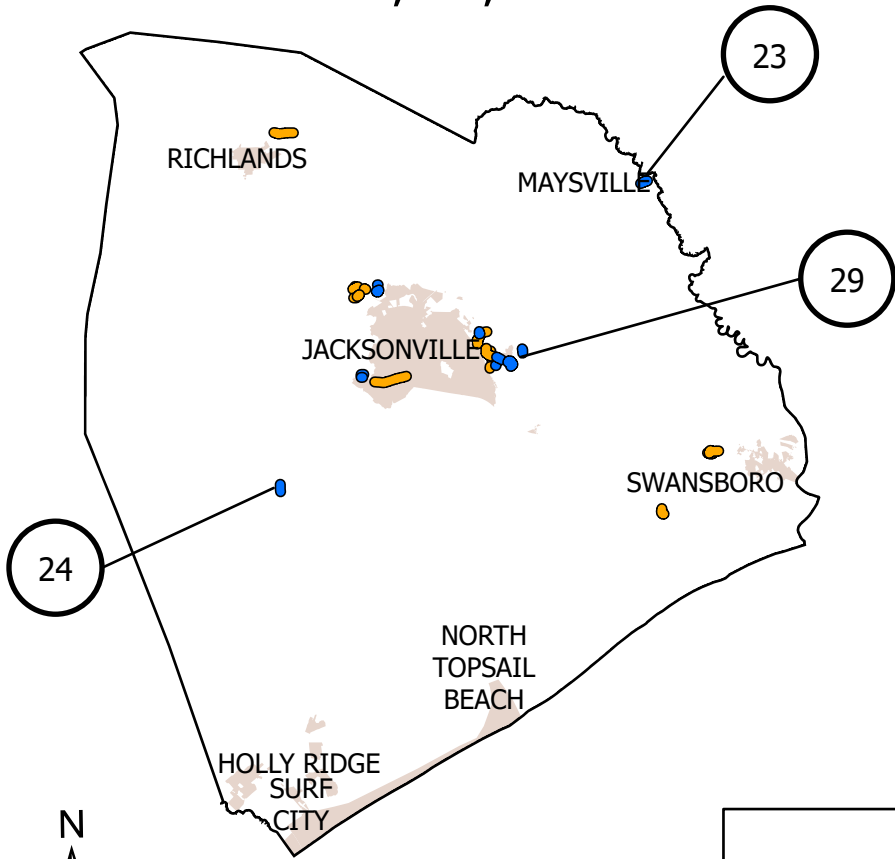 23
RICHLANDS
MAYSVILLE
29
JACKSONVILLE
SWANSBORO
24
NORTH
TOPSAIL
BEACH
HOLLY RIDGE
SURF
CITY
N